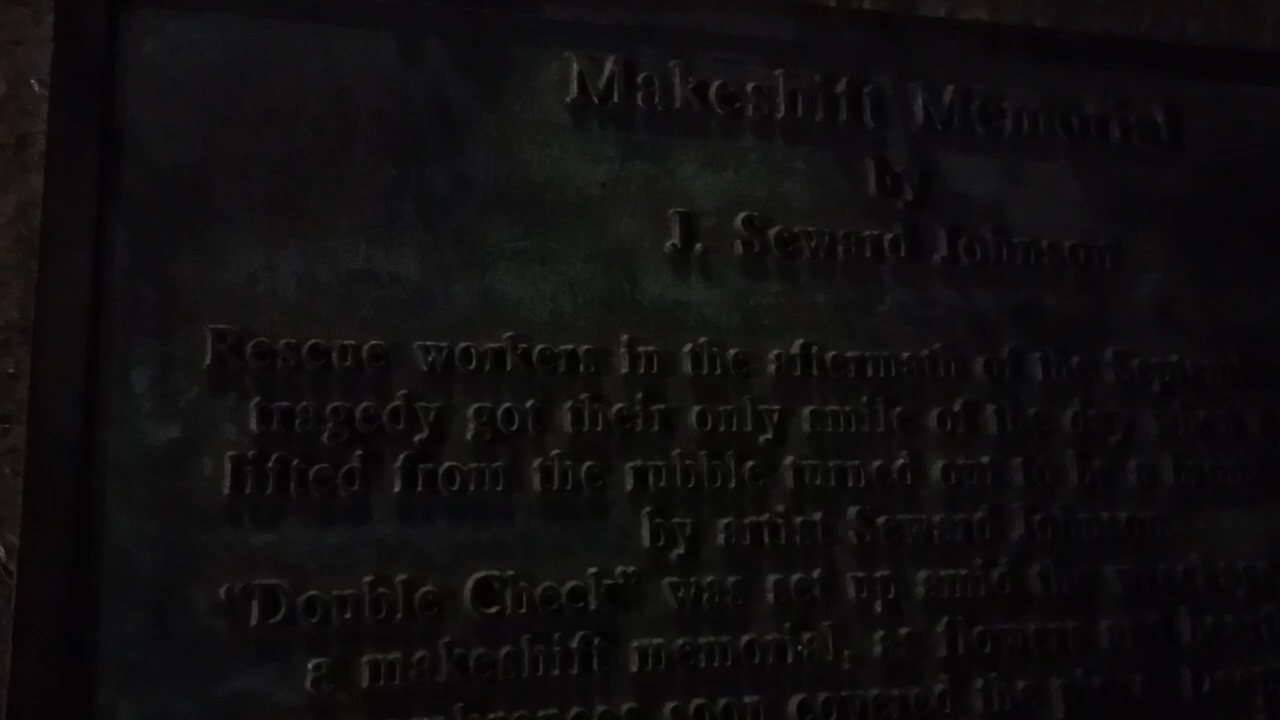 Makeshift Memorial
by
J. Seward Johnson
Rescue workers in the aftermath of the
tragedy got their only smile of the day when
lifted from the rubble turned out to be a
by artist Seward Johnson
"Double Check" was set up amid the
a makeshift memorial, as flowers and
soon covered the